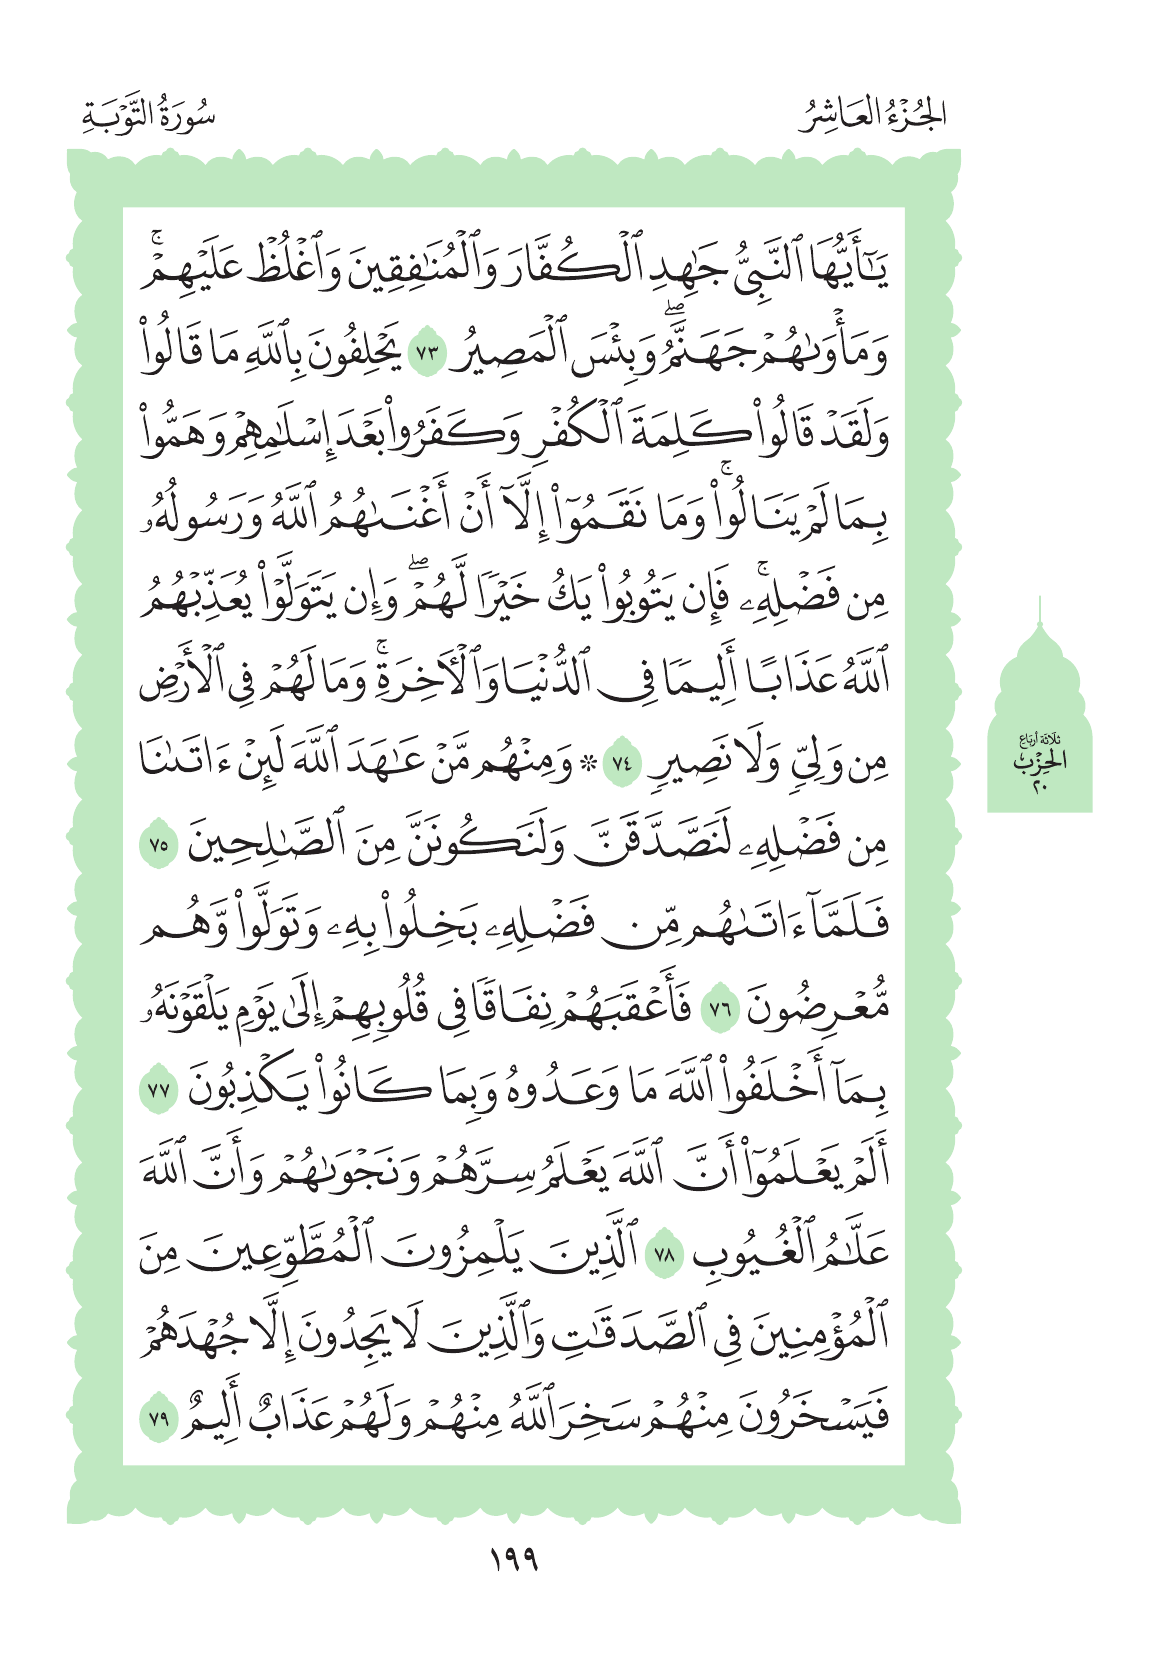 الجُزْءُ العَاشِرُ
سُورَةُ التَّوْبَةِ
يَـٰٓأَيُّهَا ٱلنَّبِيُّ جَـٰهِدِ ٱلْكُفَّارَ وَٱلْمُنَـٰفِقِينَ وَٱغْلُظْ عَلَيْهِمْۚ
وَمَأْوَىٰهُمْ جَهَنَّمُۖ وَبِئْسَ ٱلْمَصِيرُ ٧٣ يَحْلِفُونَ بِٱللَّهِ مَا قَالُوا۟
وَلَقَدْ قَالُوا۟ كَلِمَةَ ٱلْكُفْرِ وَكَفَرُوا۟ بَعْدَ إِسْلَـٰمِهِمْ وَهَمُّوا۟
بِمَا لَمْ يَنَالُوا۟ۚ وَمَا نَقَمُوٓا۟ إِلَّآ أَنْ أَغْنَىٰهُمُ ٱللَّهُ وَرَسُولُهُۥ
مِن فَضْلِهِۦۚ فَإِن يَتُوبُوا۟ يَكُ خَيْرًا لَّهُمْۖ وَإِن يَتَوَلَّوْا۟ يُعَذِّبْهُمُ
ٱللَّهُ عَذَابًا أَلِيمًا فِي ٱلدُّنْيَا وَٱلْـَٔاخِرَةِۚ وَمَا لَهُمْ فِي ٱلْأَرْضِ
مِن وَلِيٍّ وَلَا نَصِيرٍ ٧٤ ۞ وَمِنْهُم مَّنْ عَـٰهَدَ ٱللَّهَ لَئِنْ ءَاتَىٰنَا
مِن فَضْلِهِۦ لَنَصَّدَّقَنَّ وَلَنَكُونَنَّ مِنَ ٱلصَّـٰلِحِينَ ٧٥
فَلَمَّآ ءَاتَىٰهُم مِّن فَضْلِهِۦ بَخِلُوا۟ بِهِۦ وَتَوَلَّوا۟ وَّهُم
مُّعْرِضُونَ ٧٦ فَأَعْقَبَهُمْ نِفَاقًا فِي قُلُوبِهِمْ إِلَىٰ يَوْمِ يَلْقَوْنَهُۥ
بِمَآ أَخْلَفُوا۟ ٱللَّهَ مَا وَعَدُوهُ وَبِمَا كَانُوا۟ يَكْذِبُونَ ٧٧
أَلَمْ يَعْلَمُوٓا۟ أَنَّ ٱللَّهَ يَعْلَمُ سِرَّهُمْ وَنَجْوَىٰهُمْ وَأَنَّ ٱللَّهَ
عَلَّـٰمُ ٱلْغُيُوبِ ٧٨ ٱلَّذِينَ يَلْمِزُونَ ٱلْمُطَّوِّعِينَ مِنَ
ٱلْمُؤْمِنِينَ فِي ٱلصَّدَقَـٰتِ وَٱلَّذِينَ لَا يَجِدُونَ إِلَّا جُهْدَهُمْ
فَيَسْخَرُونَ مِنْهُمْ سَخِرَ ٱللَّهُ مِنْهُمْ وَلَهُمْ عَذَابٌ أَلِيمٌ ٧٩
ثَلَاثَة أَرْبَاع
الحِزْب
٢٠
١٩٩